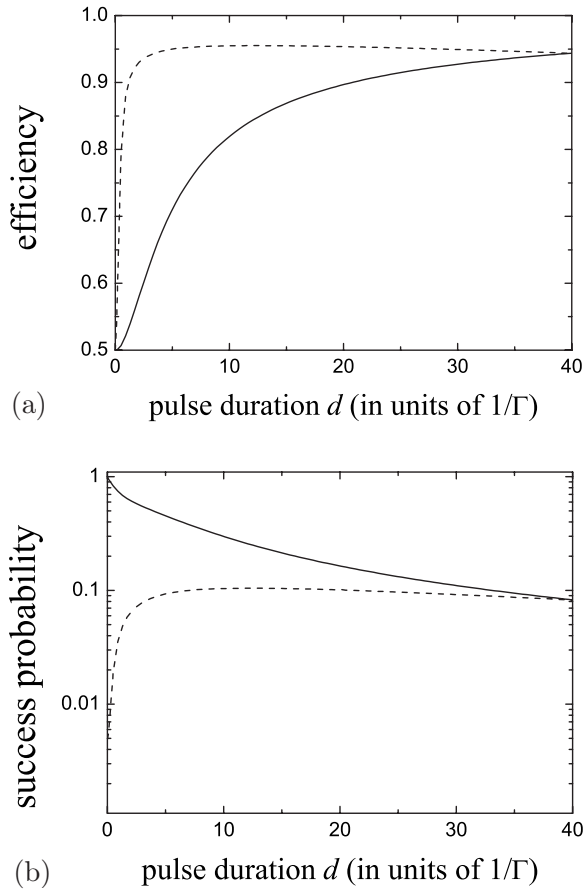 1.0
0.9
0.8
0.7
0.6
0.5
efficiency
0 10 20 30 40
(a) pulse duration d (in units of 1/Γ)
1
0.1
0.01
success probability
0 10 20 30 40
(b) pulse duration d (in units of 1/Γ)